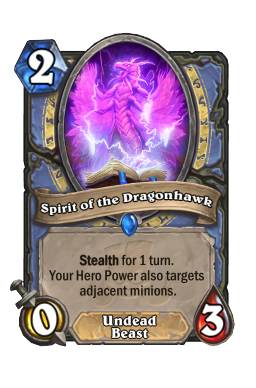 2
Spirit of the Dragonhawk
Stealth for 1 turn.
Your Hero Power also targets
adjacent minions.
0
Undead
Beast
3